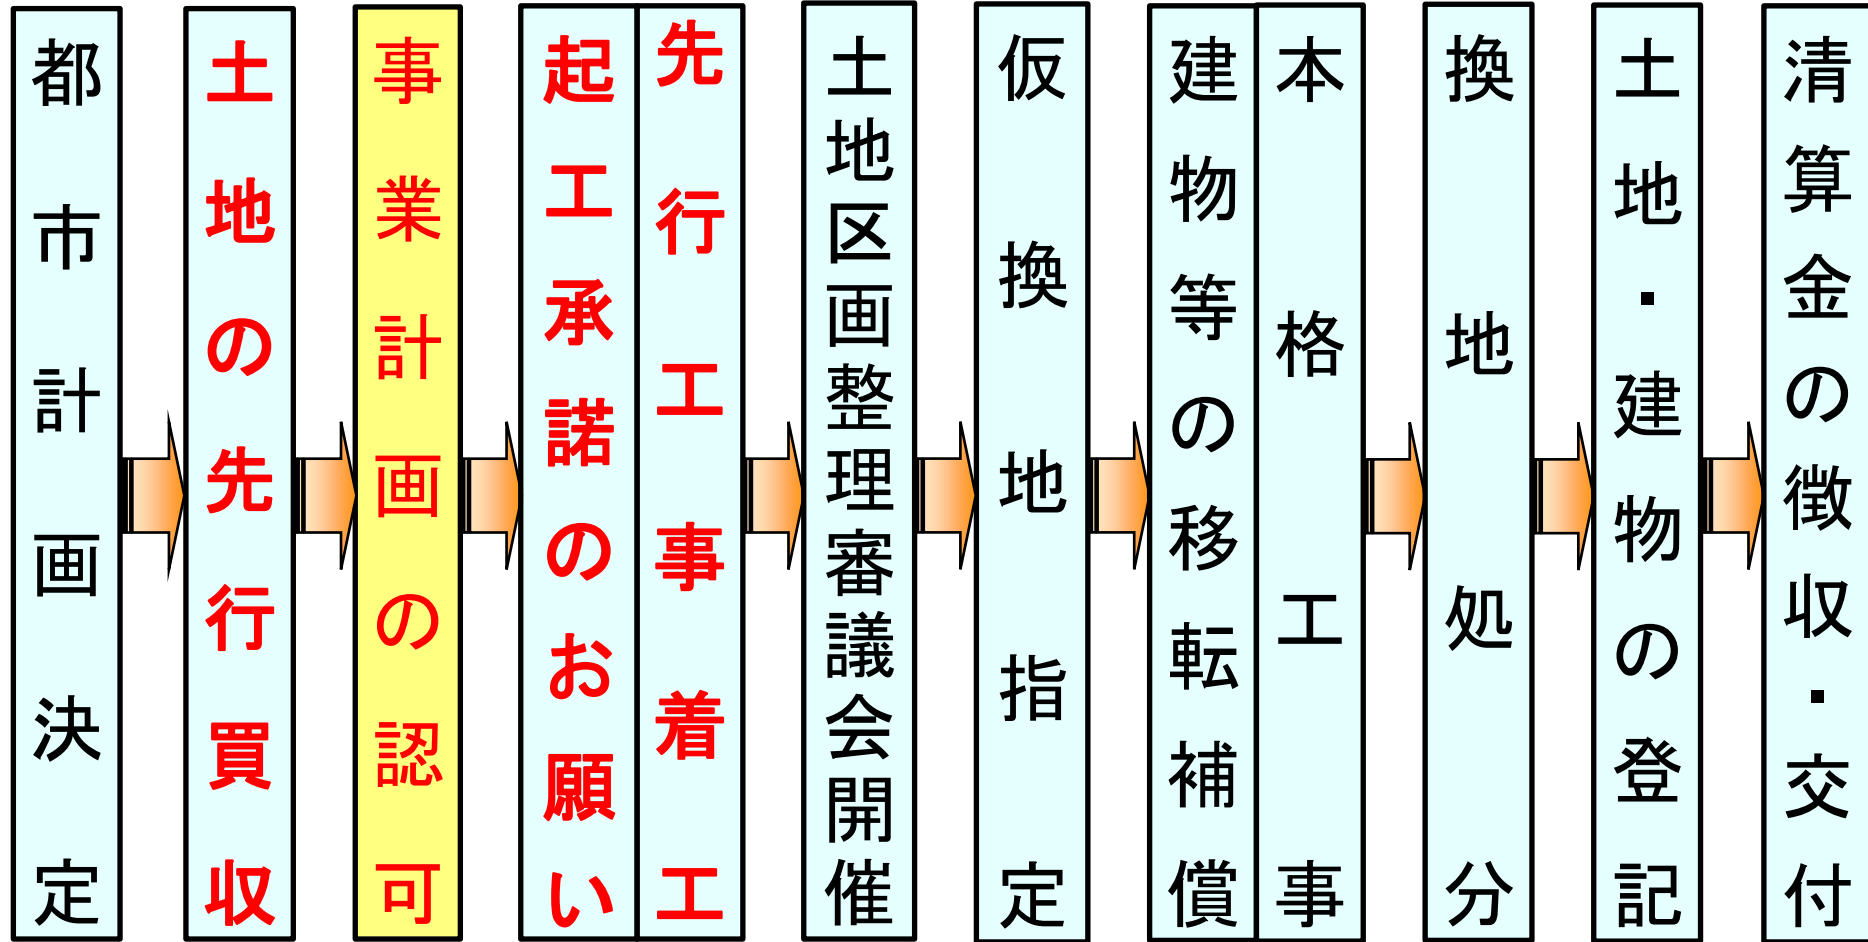 都市計画決定
土地の先行買収
事業計画の認可
起工承諾のお願い
先行工事着工
土地区画整理審議会開催
仮換地指定
建物等の移転補償
本格工事
換地処分
土地・建物の登記
清算金の徴収・交付